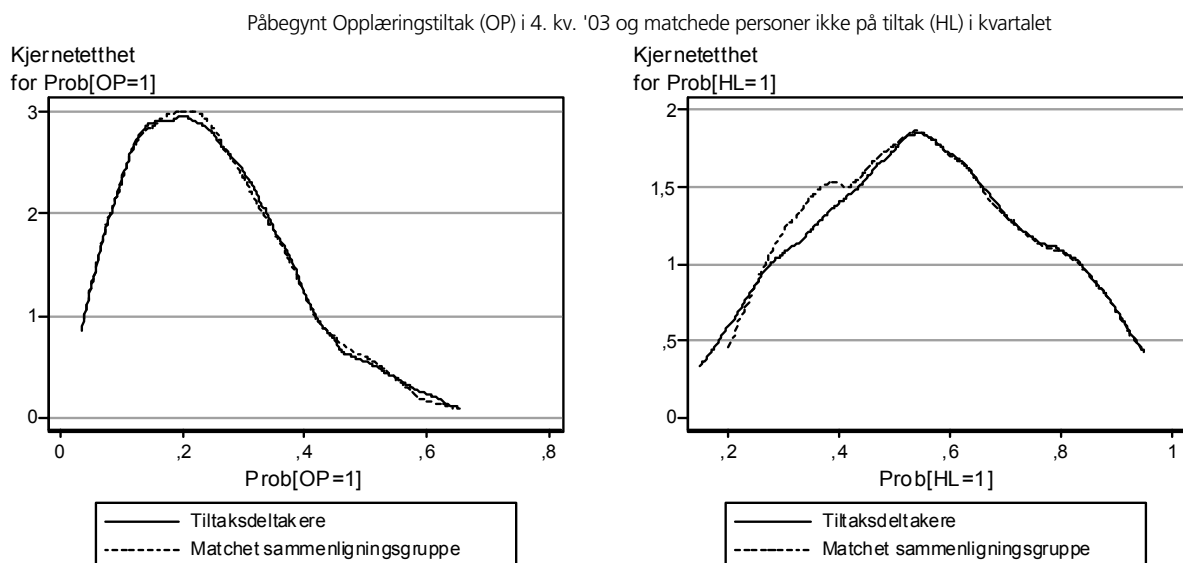 Påbegynt Opplæringstiltak (OP) i 4. kv. '03 og matchede personer ikke på tiltak (HL) i kvartalet
Kjernetetthet
for Prob[OP=1]
3
2
1
0
0 ,2 ,4 ,6 ,8
Prob[OP=1]
Tiltaksdeltakere
Matchet sammenligningsgruppe
Kjernetetthet
for Prob[HL=1]
2
1,5
1
,5
0
,2 ,4 ,6 ,8 1
Prob[HL=1]
Tiltaksdeltakere
Matchet sammenligningsgruppe